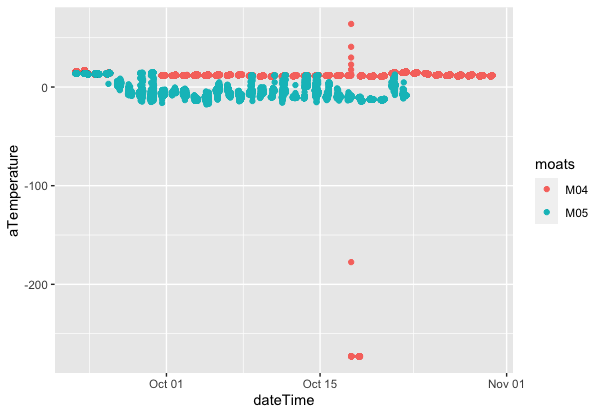 0
-100
-200
aTemperature
Oct 01
Oct 15
Nov 01
dateTime
moats
M04
M05